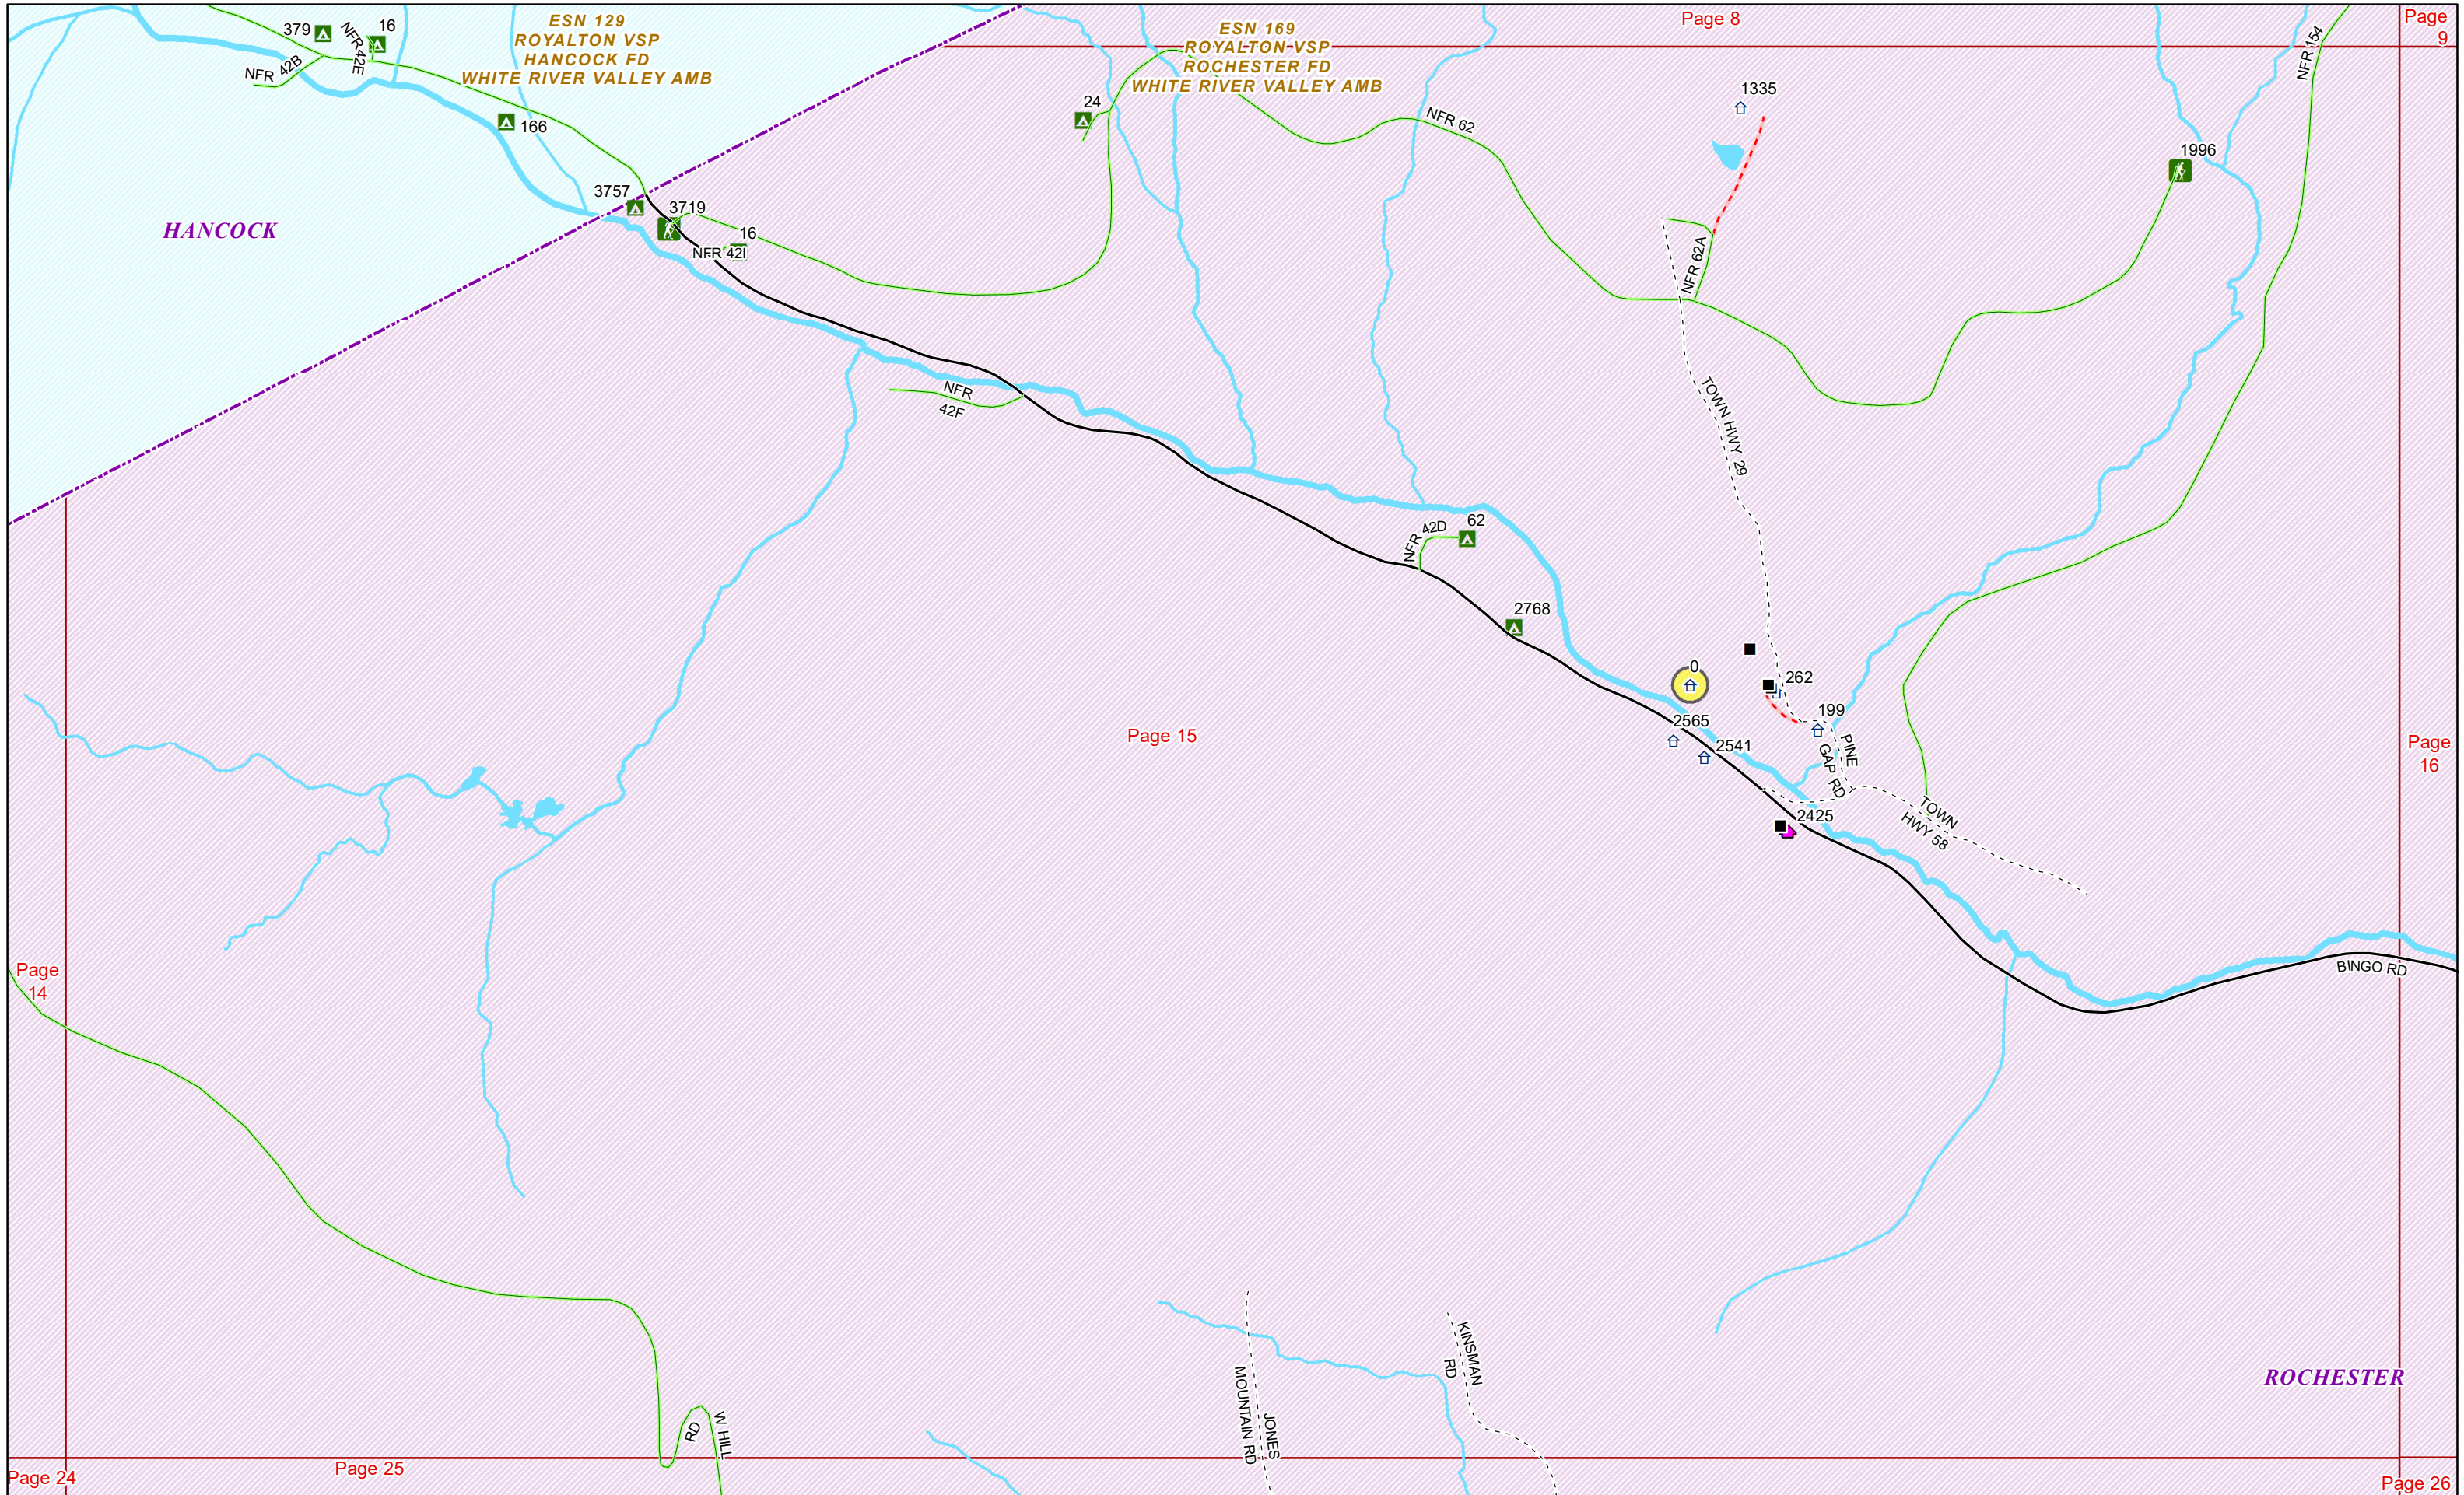 Page 8
Page
9
ESN 129
ROYALTON VSP
HANCOCK FD
WHITE RIVER VALLEY AMB
ESN 169
ROYALTON VSP
ROCHESTER FD
WHITE RIVER VALLEY AMB
379
16
NFR 42E
NFR 42B
166
24
NFR 62
1335
NFR 154
1996
3757
3719
16
NFR 42I
HANCOCK
NFR 62A
NFR
42F
TOWN HWY 29
NFR 42D
62
2768
0
262
199
2565
2541
PINE
GAP RD
Page 15
Page
16
2425
TOWN
HWY 58
Page
14
BINGO RD
KINSMAN
RD
JONES
MOUNTAIN RD
ROCHESTER
W HILL
RD
Page 24
Page 25
Page 26